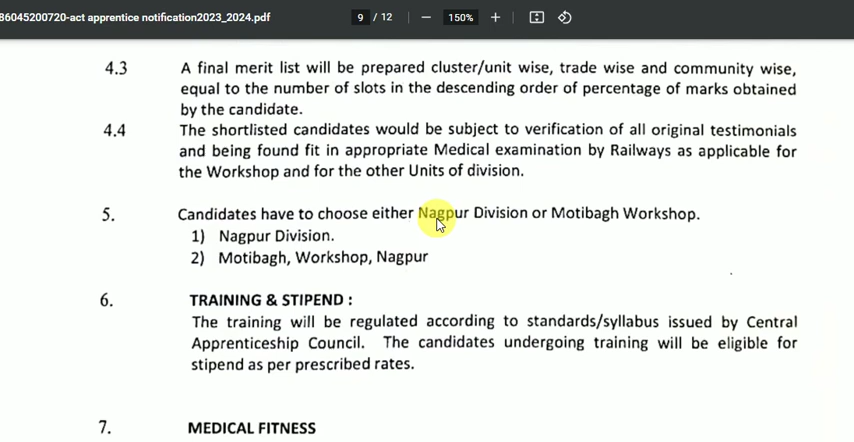 86045200720-act apprentice notification2023_2024.pdf 9 / 12 150%
4.3 A final merit list will be prepared cluster/unit wise, trade wise and community wise,
equal to the number of slots in the descending order of percentage of marks obtained
by the candidate.
4.4 The shortlisted candidates would be subject to verification of all original testimonials
and being found fit in appropriate Medical examination by Railways as applicable for
the Workshop and for the other Units of division.
5. Candidates have to choose either Nagpur Division or Motibagh Workshop.
1) Nagpur Division.
2) Motibagh, Workshop, Nagpur
6. TRAINING & STIPEND :
The training will be regulated according to standards/syllabus issued by Central
Apprenticeship Council. The candidates undergoing training will be eligible for
stipend as per prescribed rates.
7. MEDICAL FITNESS